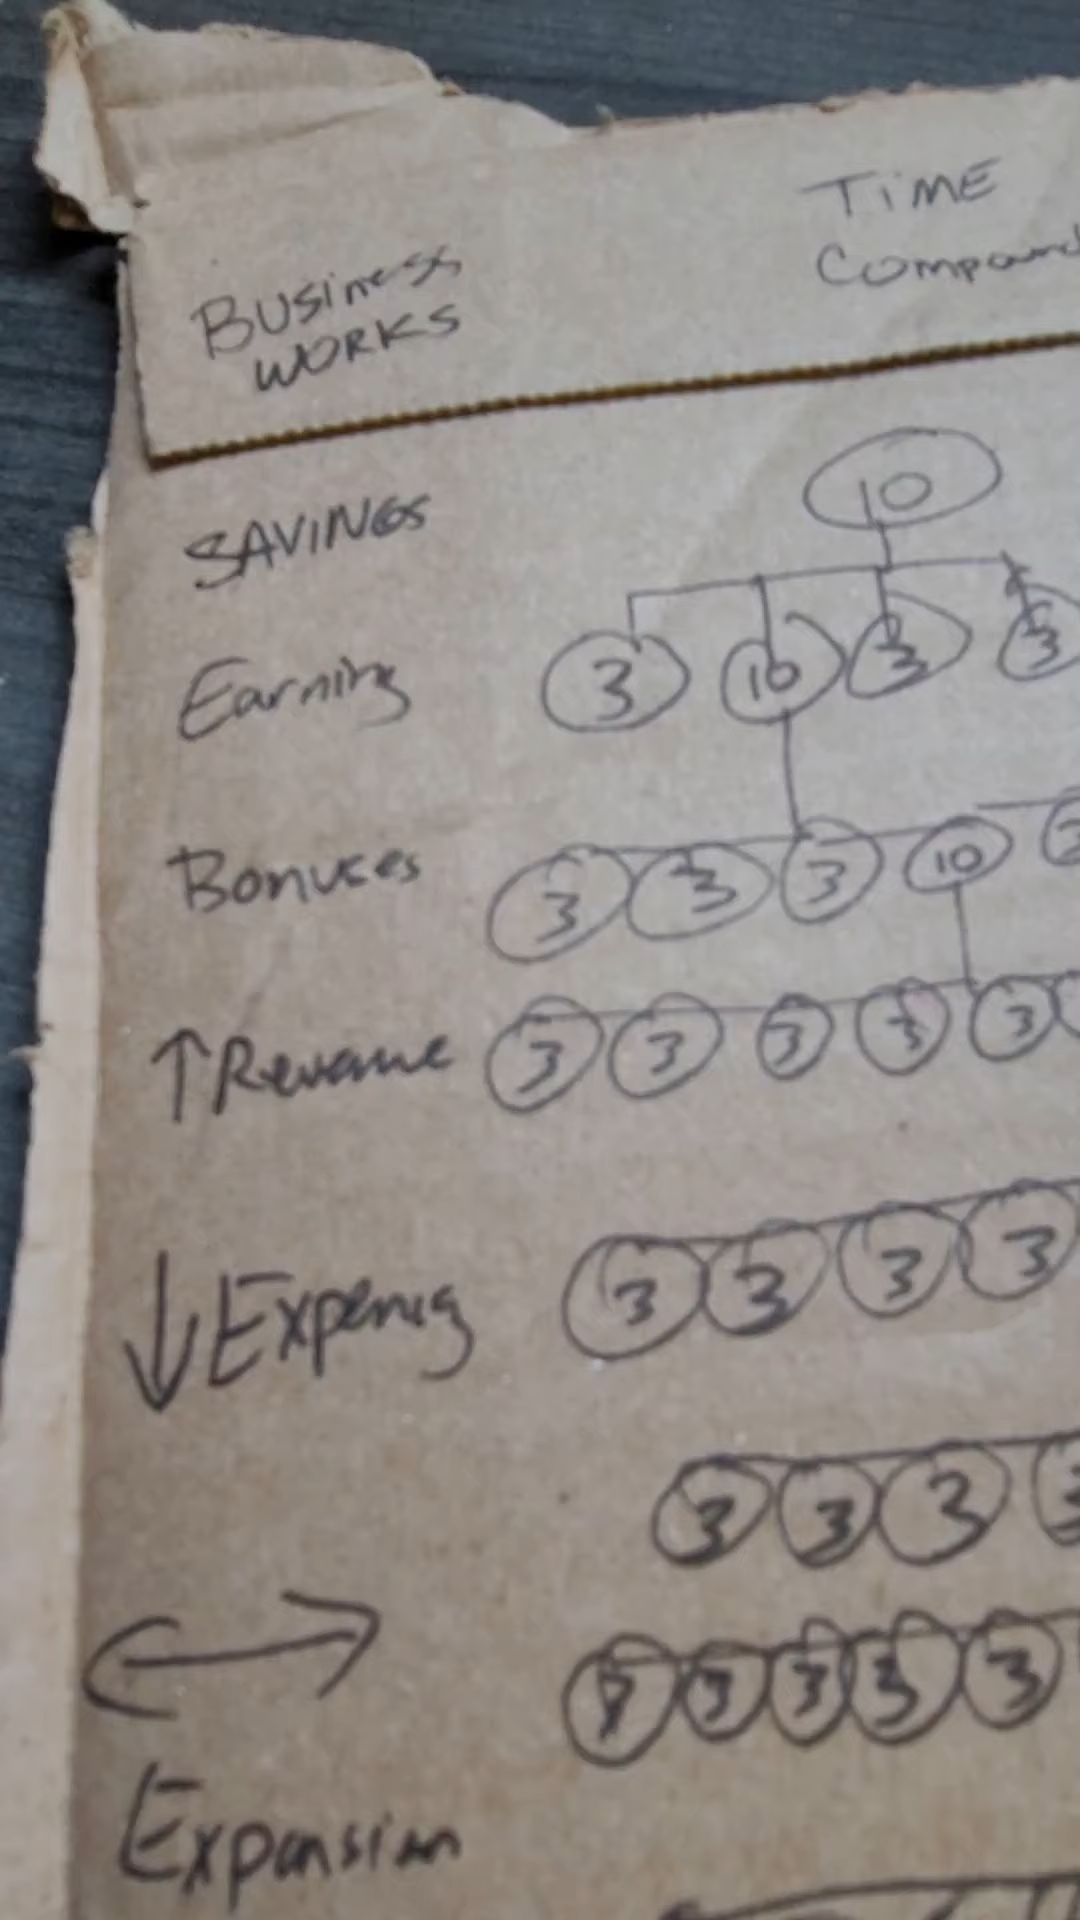 TIME
Compound
Business
WORKS
SAVINGS
10
Earning 3 10 3 3
Bonuses 3 3 3 10
↑ Revenue 3 3 3 3 3
↓ 3 3 3 3
3 3 3 3
3 3 3 3
Expansion